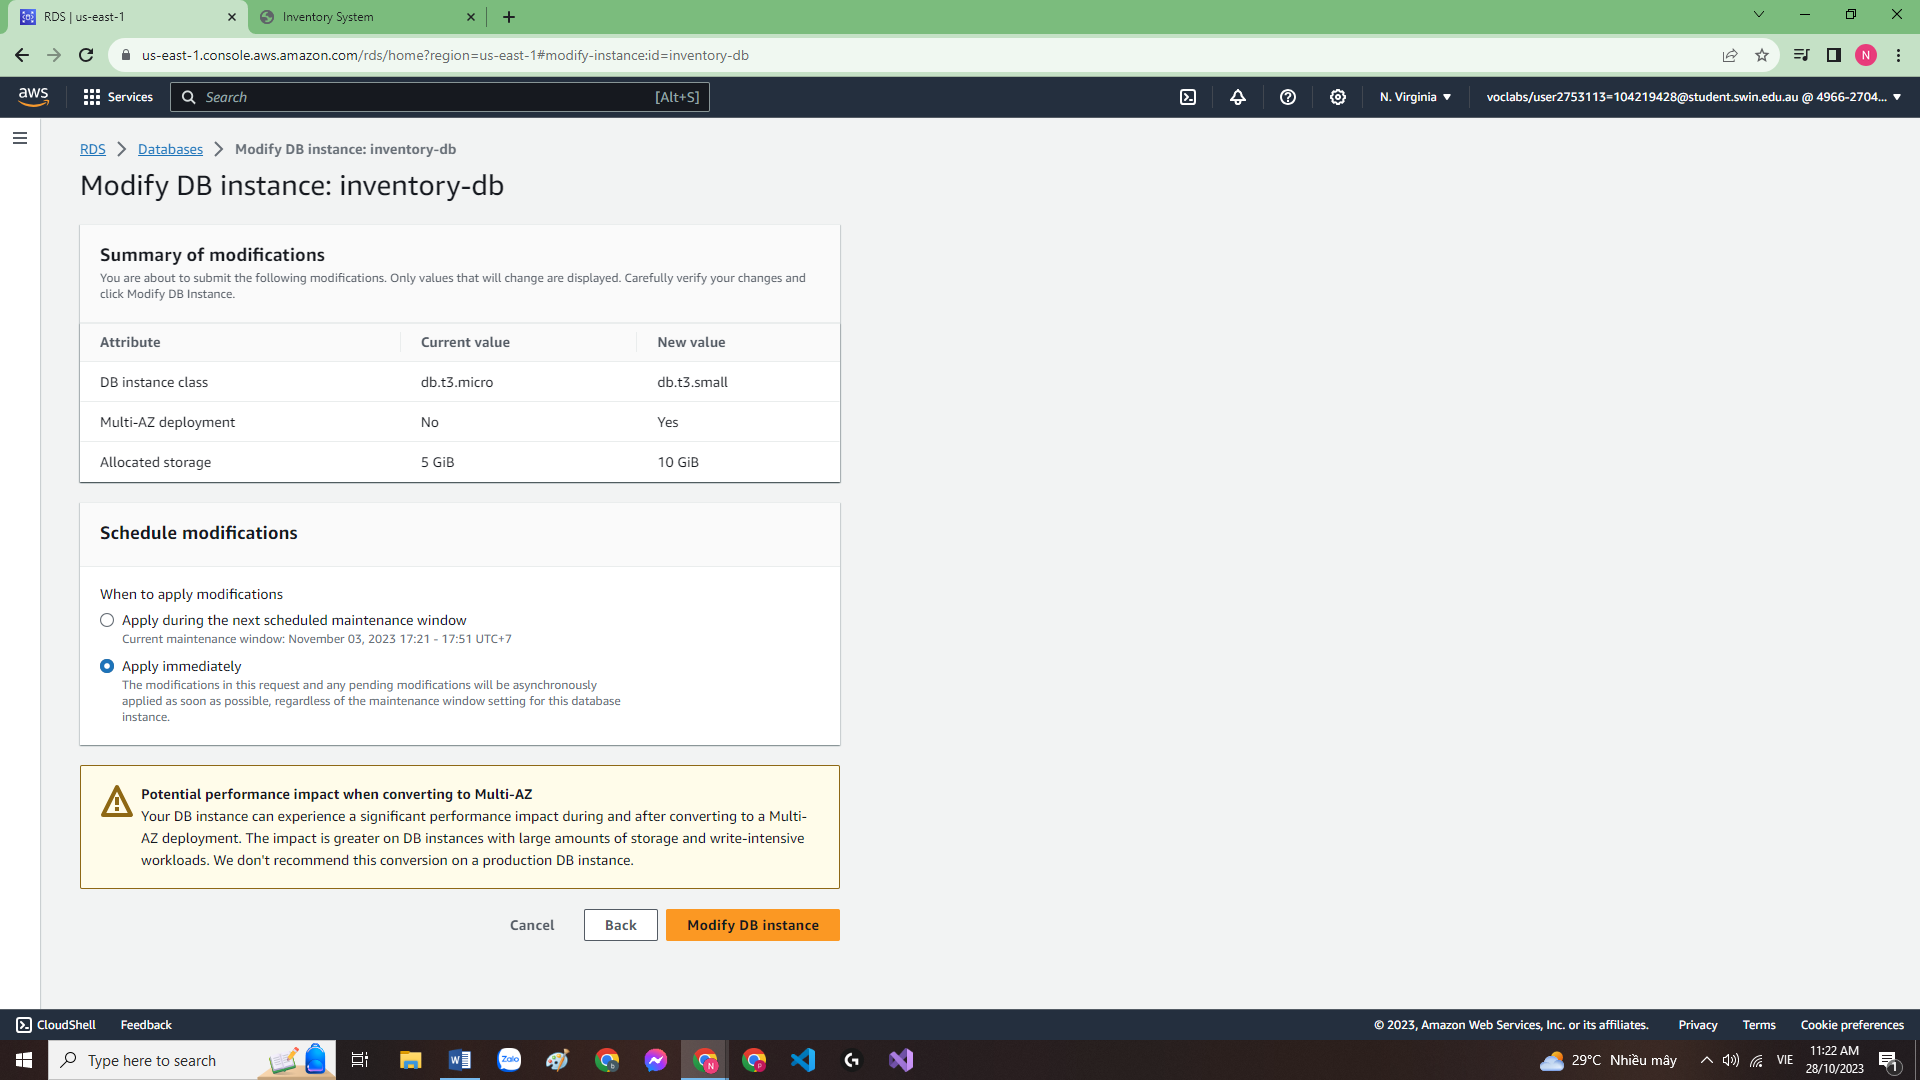 RDS | us-east-1
Inventory System
us-east-1.console.aws.amazon.com/rds/home?region=us-east-1#modify-instance:id=inventory-db
N
aws
Services
Search
[Alt+S]
N. Virginia
voclabs/user2753113=104219428@student.swin.edu.au @ 4966-2704...
RDS
Databases
Modify DB instance: inventory-db
Modify DB instance: inventory-db
Summary of modifications
You are about to submit the following modifications. Only values that will change are displayed. Carefully verify your changes and
click Modify DB Instance.
Attribute Current value New value
DB instance class db.t3.micro db.t3.small
Multi-AZ deployment No Yes
Allocated storage 5 GiB 10 GiB
Schedule modifications
When to apply modifications
Apply during the next scheduled maintenance window
Current maintenance window: November 03, 2023 17:21 - 17:51 UTC+7
Apply immediately
The modifications in this request and any pending modifications will be asynchronously
applied as soon as possible, regardless of the maintenance window setting for this database
instance.
Potential performance impact when converting to Multi-AZ
Your DB instance can experience a significant performance impact during and after converting to a Multi-
AZ deployment. The impact is greater on DB instances with large amounts of storage and write-intensive
workloads. We don't recommend this conversion on a production DB instance.
Cancel
Back
Modify DB instance
CloudShell
Feedback
© 2023, Amazon Web Services, Inc. or its affiliates.
Privacy
Terms
Cookie preferences
Type here to search
Zalo
29°C Nhiều mây
VIE
11:22 AM
28/10/2023
1